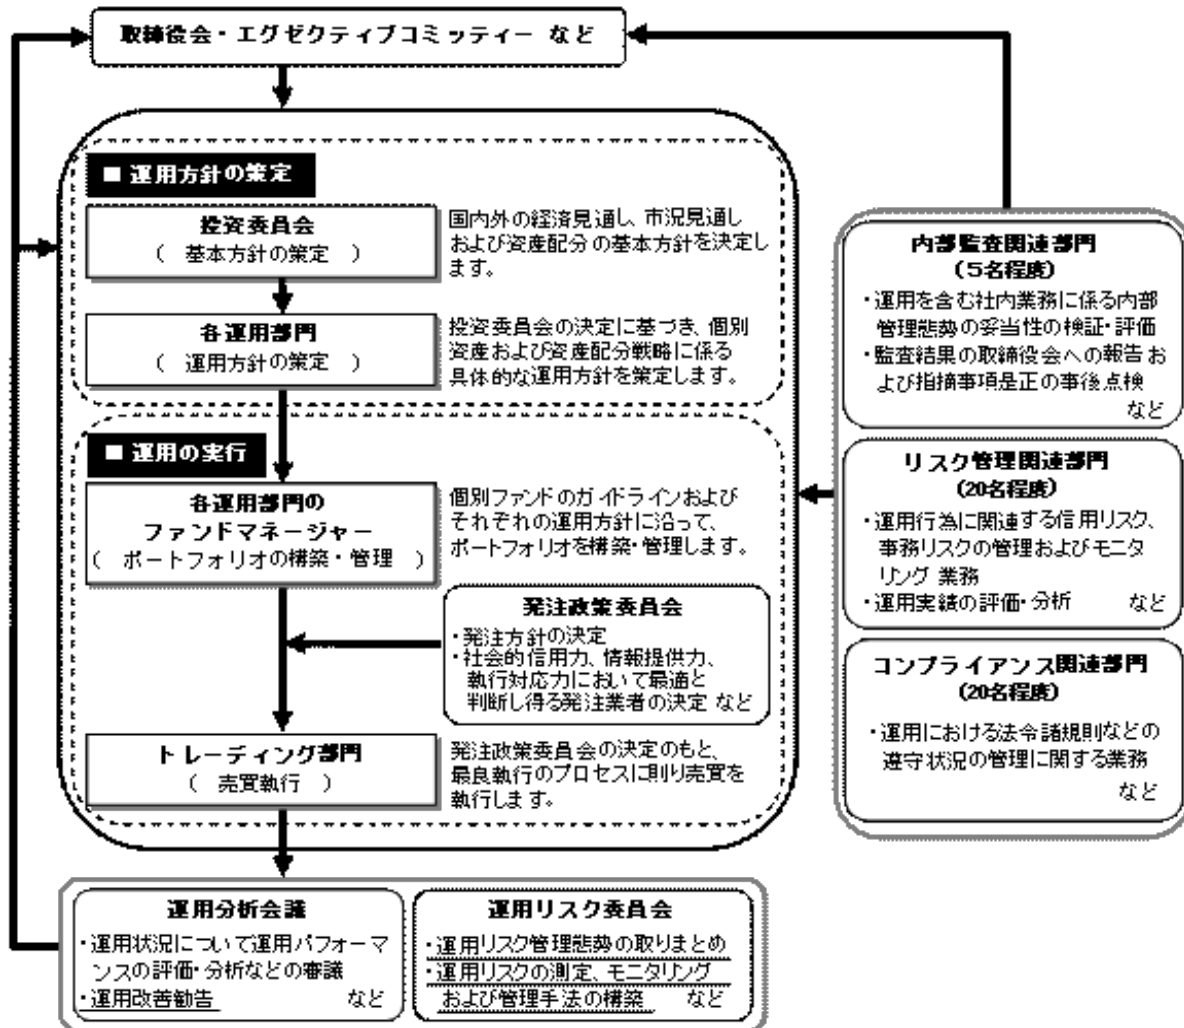 取締役会・エグゼクティブコミッティー など
■ 運用方針の策定
投資委員会
( 基本方針の策定 )
国内外の経済見通し、市況見通し
および資産配分の基本方針を決定し
ます。
各運用部門
( 運用方針の策定 )
投資委員会の決定に基づき、個別
資産および資産配分戦略に係る
具体的な運用方針を策定します。
■ 運用の実行
各運用部門の
ファンドマネージャー
( ポートフォリオの構築・管理 )
個別ファンドのガイドラインおよび
それぞれの運用方針に沿って、
ポートフォリオを構築・管理します。
発注政策委員会
・発注方針の決定
・社会的信用力、情報提供力、
執行対応力において最適と
判断し得る発注業者の決定 など
トレーディング部門
( 売買執行 )
発注政策委員会の決定のもと、
最良執行のプロセスに則り売買を
執行します。
内部監査関連部門
(5名程度)
・運用を含む社内業務に係る内部
管理態勢の妥当性の検証・評価
・監査結果の取締役会への報告お
よび指摘事項是正の事後点検
など
リスク管理関連部門
(20名程度)
・運用行為に関連する信用リスク、
事務リスクの管理およびモニタ
リング 業務
・運用実績の評価・分析 など
コンプライアンス関連部門
(20名程度)
・運用における法令諸規則などの
遵守状況の管理に関する業務
など
運用分析会議
・運用状況について運用パフォーマ
ンスの評価・分析などの審議
・運用改善勧告 など
運用リスク委員会
・運用リスク管理態勢の取りまとめ
・運用リスクの測定、モニタリング
および管理手法の構築 など